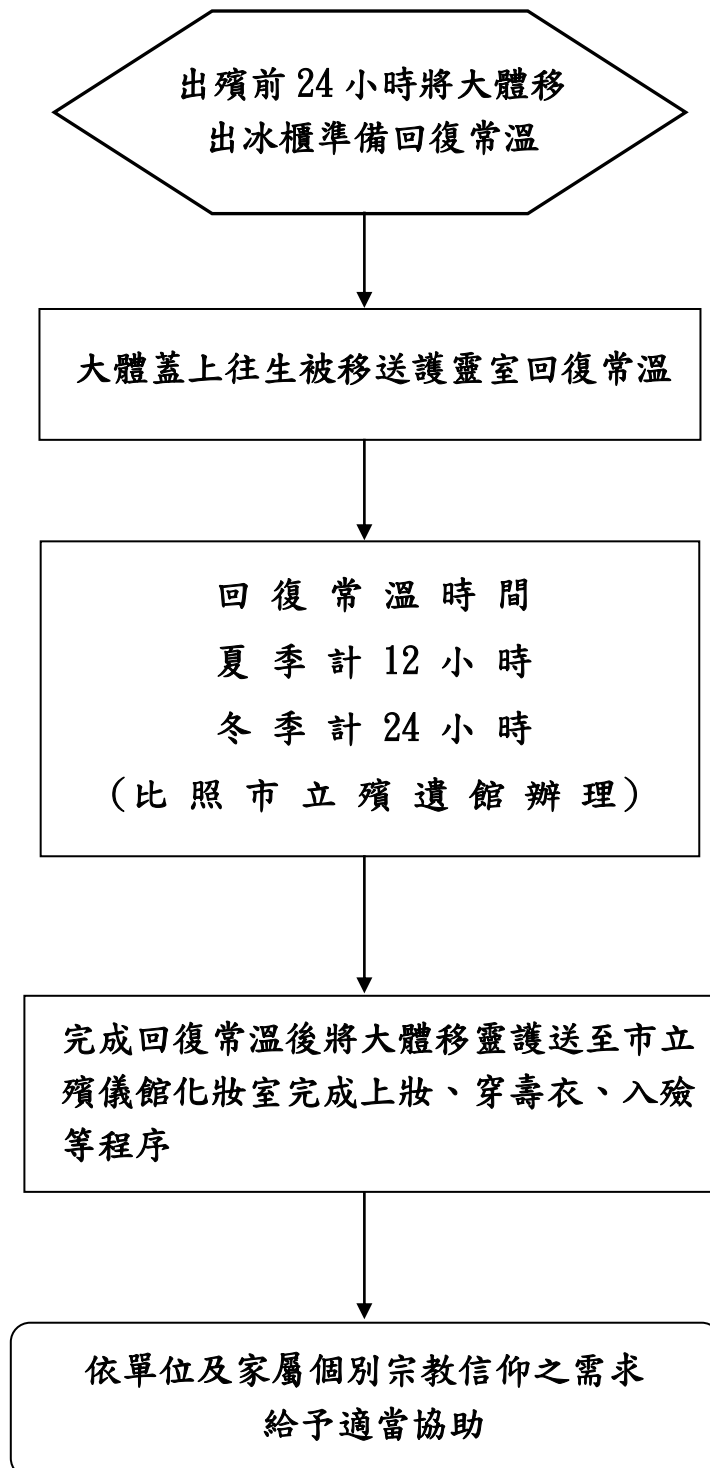 出殯前 24 小時將大體移
出冰櫃準備回復常溫
大體蓋上往生被移送護靈室回復常溫
回 復 常 溫 時 間
夏 季 計 12 小 時
冬 季 計 24 小 時
(比 照 市 立 殯 遺 館 辦 理)
完成回復常溫後將大體移靈護送至市立
殯儀館化妝室完成上妝、穿壽衣、入殮
等程序
依單位及家屬個別宗教信仰之需求
給予適當協助